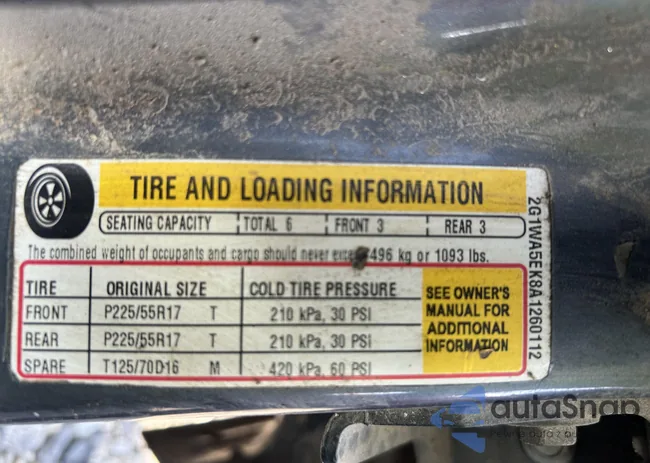 TIRE AND LOADING INFORMATION
SEATING CAPACITY TOTAL 6 FRONT 3 REAR 3
The combined weight of occupants and cargo should never exceed 496 kg or 1093 lbs.
TIRE ORIGINAL SIZE COLD TIRE PRESSURE
FRONT P225/55R17 T 210 kPa, 30 PSI
REAR P225/55R17 T 210 kPa, 30 PSI
SPARE T125/70D16 M 420 kPa, 60 PSI
SEE OWNER'S
MANUAL FOR
ADDITIONAL
INFORMATION
2G1WA5EK8A1260112
autaSnap